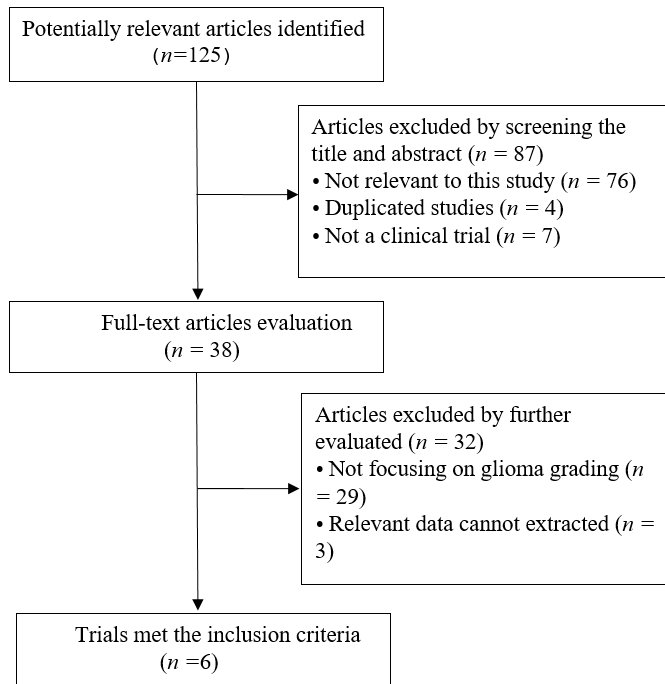 Potentially relevant articles identified
(n=125)
Articles excluded by screening the
title and abstract (n = 87)
• Not relevant to this study (n = 76)
• Duplicated studies (n = 4)
• Not a clinical trial (n = 7)
Full-text articles evaluation
(n = 38)
Articles excluded by further
evaluated (n = 32)
• Not focusing on glioma grading (n
= 29)
• Relevant data cannot extracted (n =
3)
Trials met the inclusion criteria
(n =6)